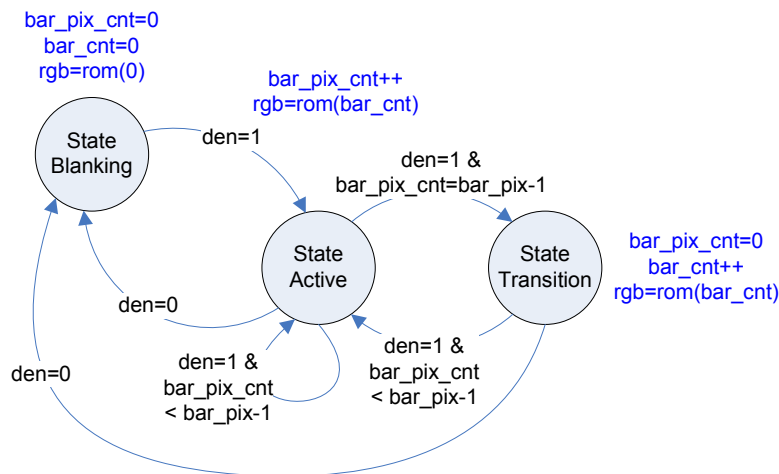 bar_pix_cnt=0
bar_cnt=0
rgb=rom(0)
bar_pix_cnt++
rgb=rom(bar_cnt)
State
Blanking
den=1
den=1 &
bar_pix_cnt=bar_pix-1
State
Active
State
Transition
bar_pix_cnt=0
bar_cnt++
rgb=rom(bar_cnt)
den=0
den=1 &
bar_pix_cnt
< bar_pix-1
den=1 &
bar_pix_cnt
< bar_pix-1
den=0